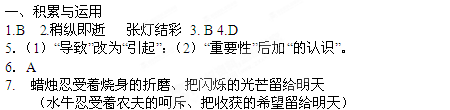 一、积累与运用
1.B 2.稍纵即逝 张灯结彩 3. B 4.D
5.（1）“导致”改为“引起”;（2）“重要性”后加“的认识”。
6. A
7. 蜡烛忍受着烧身的折磨、把闪烁的光芒留给明天
（水牛忍受着农夫的呵斥、把收获的希望留给明天）